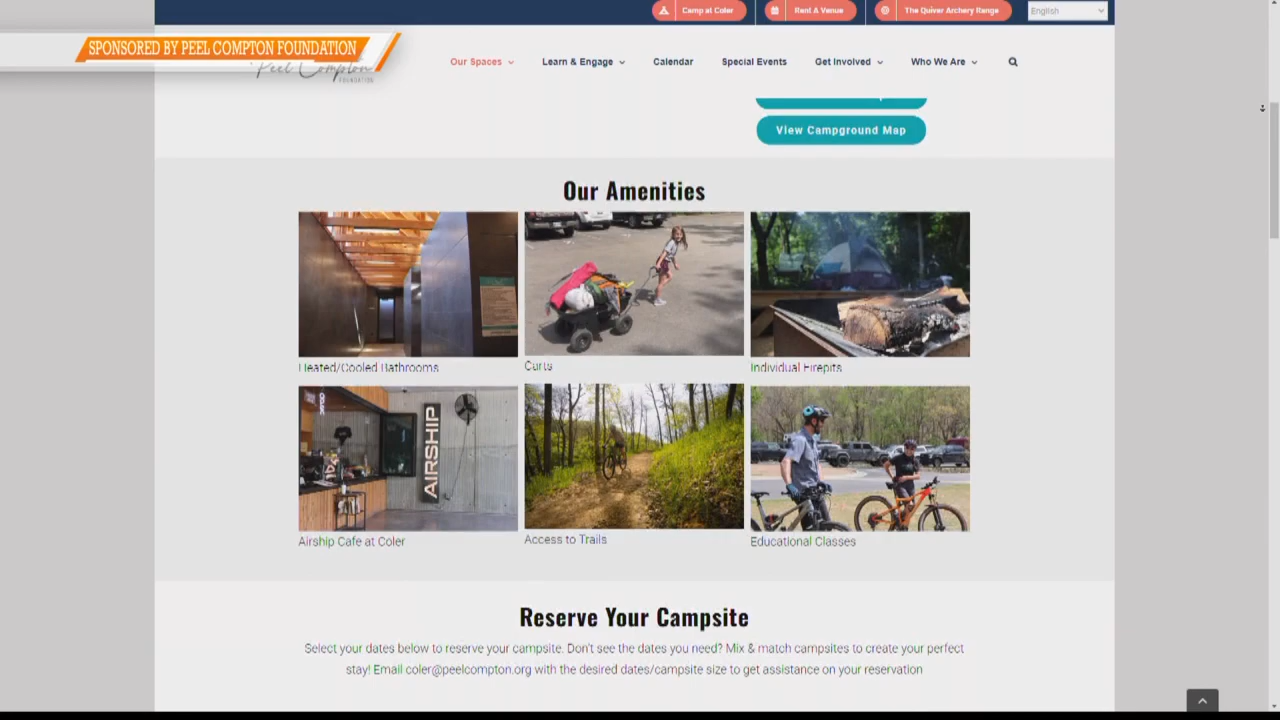 Camp at Coler
Rent A Venue
The Quiver Archery Range
English
SPONSORED BY PEEL COMPTON FOUNDATION
Peel Compton
FOUNDATION
Our Spaces
Learn & Engage
Calendar
Special Events
Get Involved
Who We Are
View Campground Map
Our Amenities
Heated/Cooled Bathrooms
Carts
Individual Firepits
AIRSHIP
Airship Cafe at Coler
Access to Trails
Educational Classes
Reserve Your Campsite
Select your dates below to reserve your campsite. Don't see the dates you need? Mix & match campsites to create your perfect
stay! Email coler@peelcompton.org with the desired dates/campsite size to get assistance on your reservation